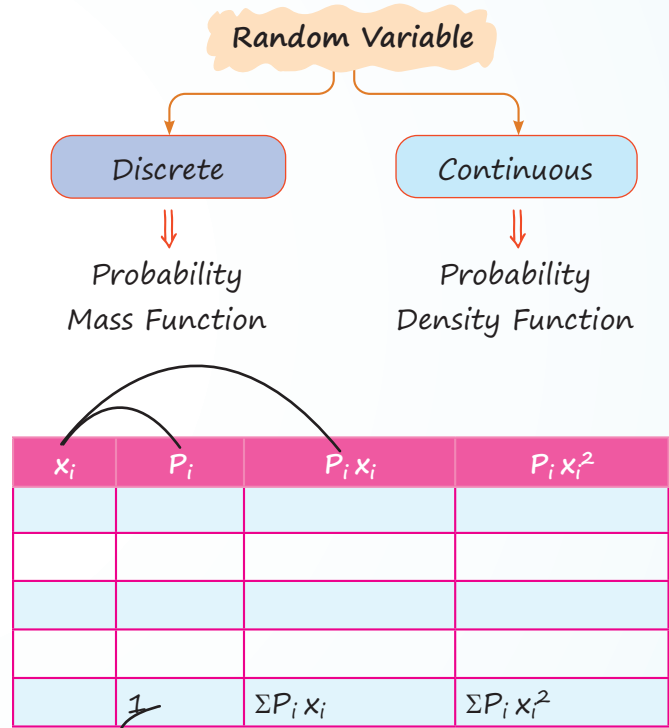 Random Variable
Discrete Continuous
Probability Probability
Mass Function Density Function
xᵢ Pᵢ Pᵢ xᵢ Pᵢ xᵢ²
1 ΣPᵢ xᵢ ΣPᵢ xᵢ²